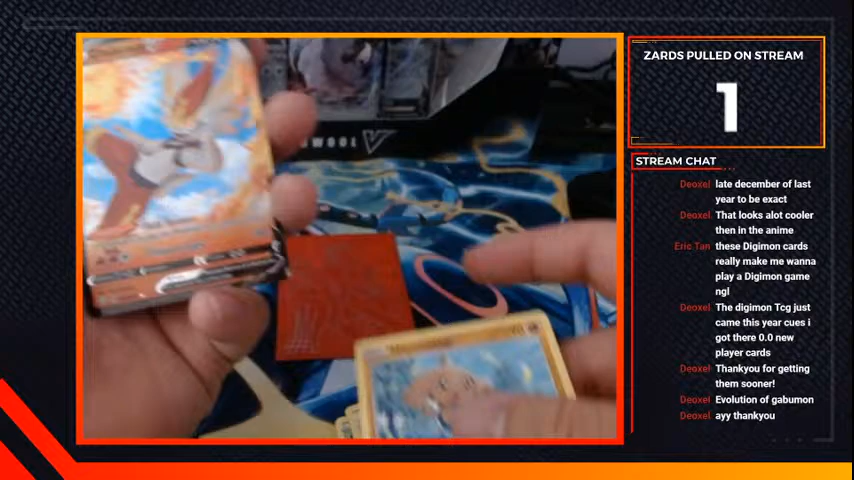 ZARDS PULLED ON STREAM
1
STREAM CHAT
Deoxel late december of last
year to be exact
Deoxel That looks alot cooler
then in the anime
Eric Tan these Digimon cards
really make me wanna
play a Digimon game
ngl
Deoxel The digimon Tcg just
came this year cues i
got there 0.0 new
player cards
Deoxel Thankyou for getting
them sooner!
Deoxel Evolution of gabumon
Deoxel ayy thankyou